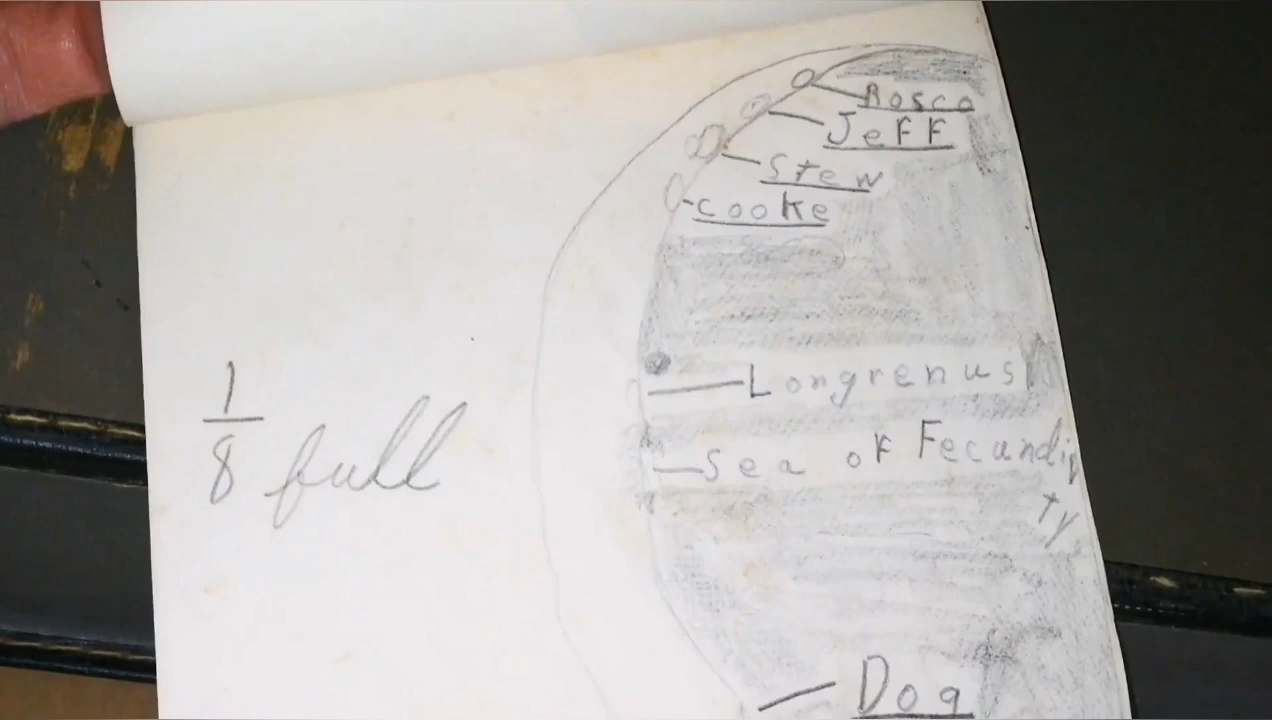 Rosco
Jeff
Stew
Cooke
Longrenus
1/8 full
Sea of Fecundi
ty
Dog